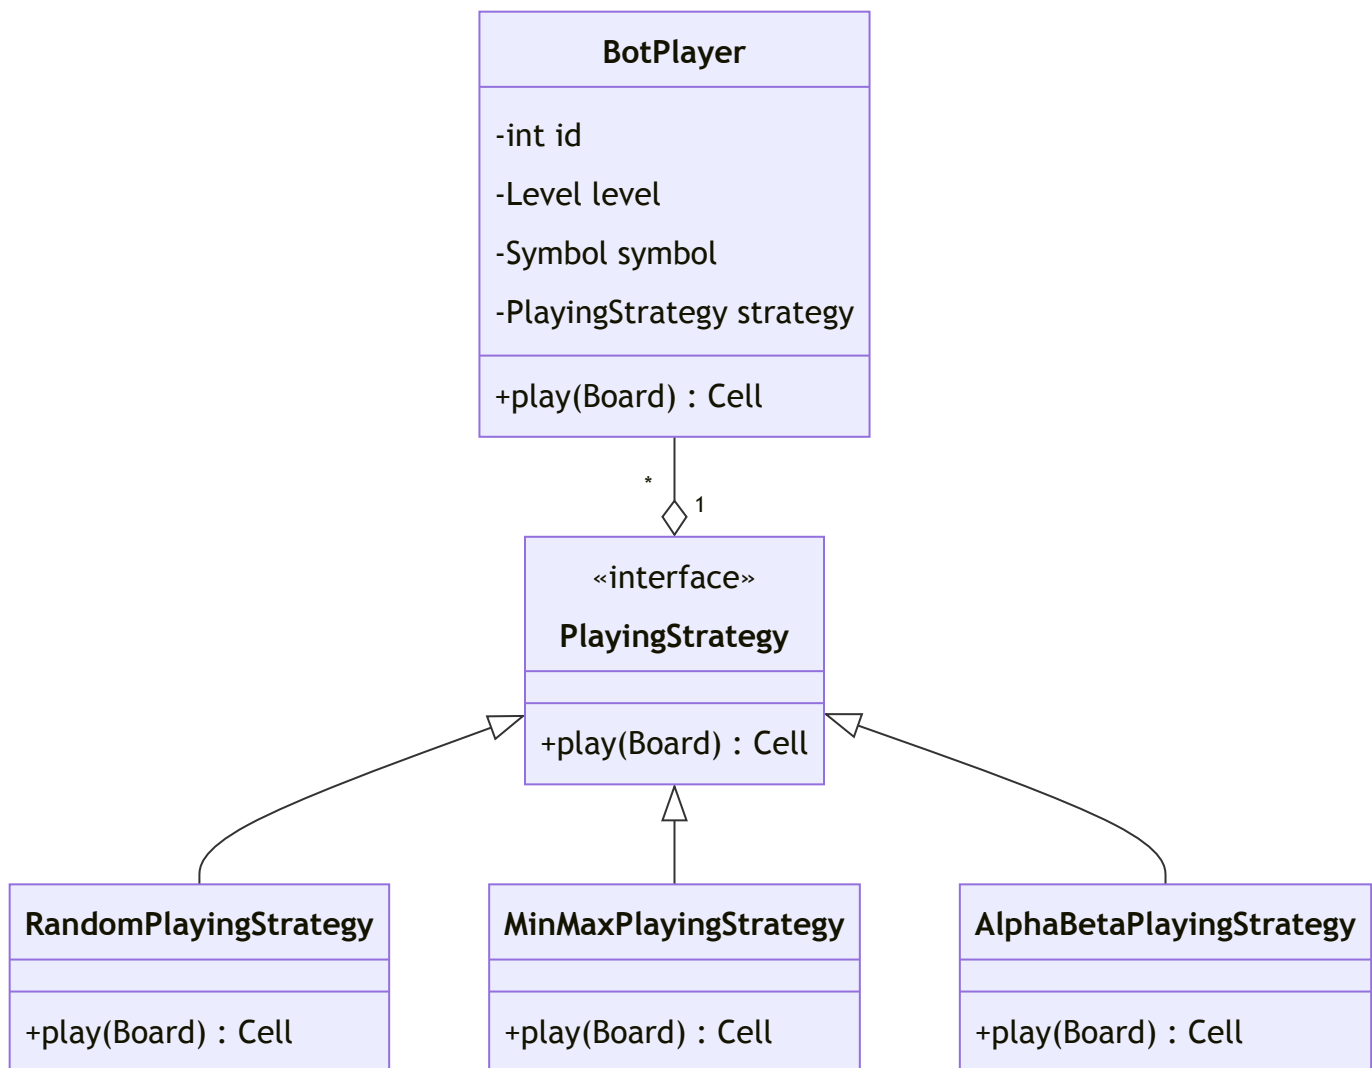 BotPlayer
-int id
-Level level
-Symbol symbol
-PlayingStrategy strategy
+play(Board) : Cell
*
1
«interface»
PlayingStrategy
+play(Board) : Cell
RandomPlayingStrategy
+play(Board) : Cell
MinMaxPlayingStrategy
+play(Board) : Cell
AlphaBetaPlayingStrategy
+play(Board) : Cell